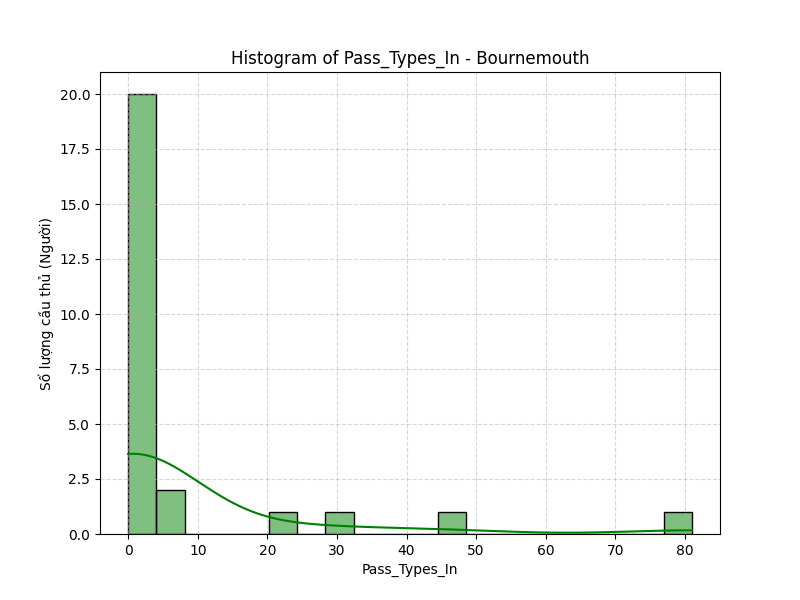 Histogram of Pass_Types_In - Bournemouth
Số lượng cầu thủ (Người)
20.0
17.5
15.0
12.5
10.0
7.5
5.0
2.5
0.0
0 10 20 30 40 50 60 70 80
Pass_Types_In